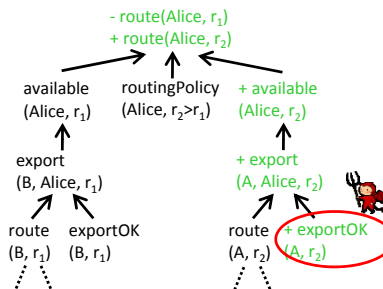 - route(Alice, r₁)
+ route(Alice, r₂)
available
(Alice, r₁)
routingPolicy
(Alice, r₂>r₁)
+ available
(Alice, r₂)
export
(B, Alice, r₁)
+ export
(A, Alice, r₂)
route
(B, r₁)
exportOK
(B, r₁)
route
(A, r₂)
+ exportOK
(A, r₂)